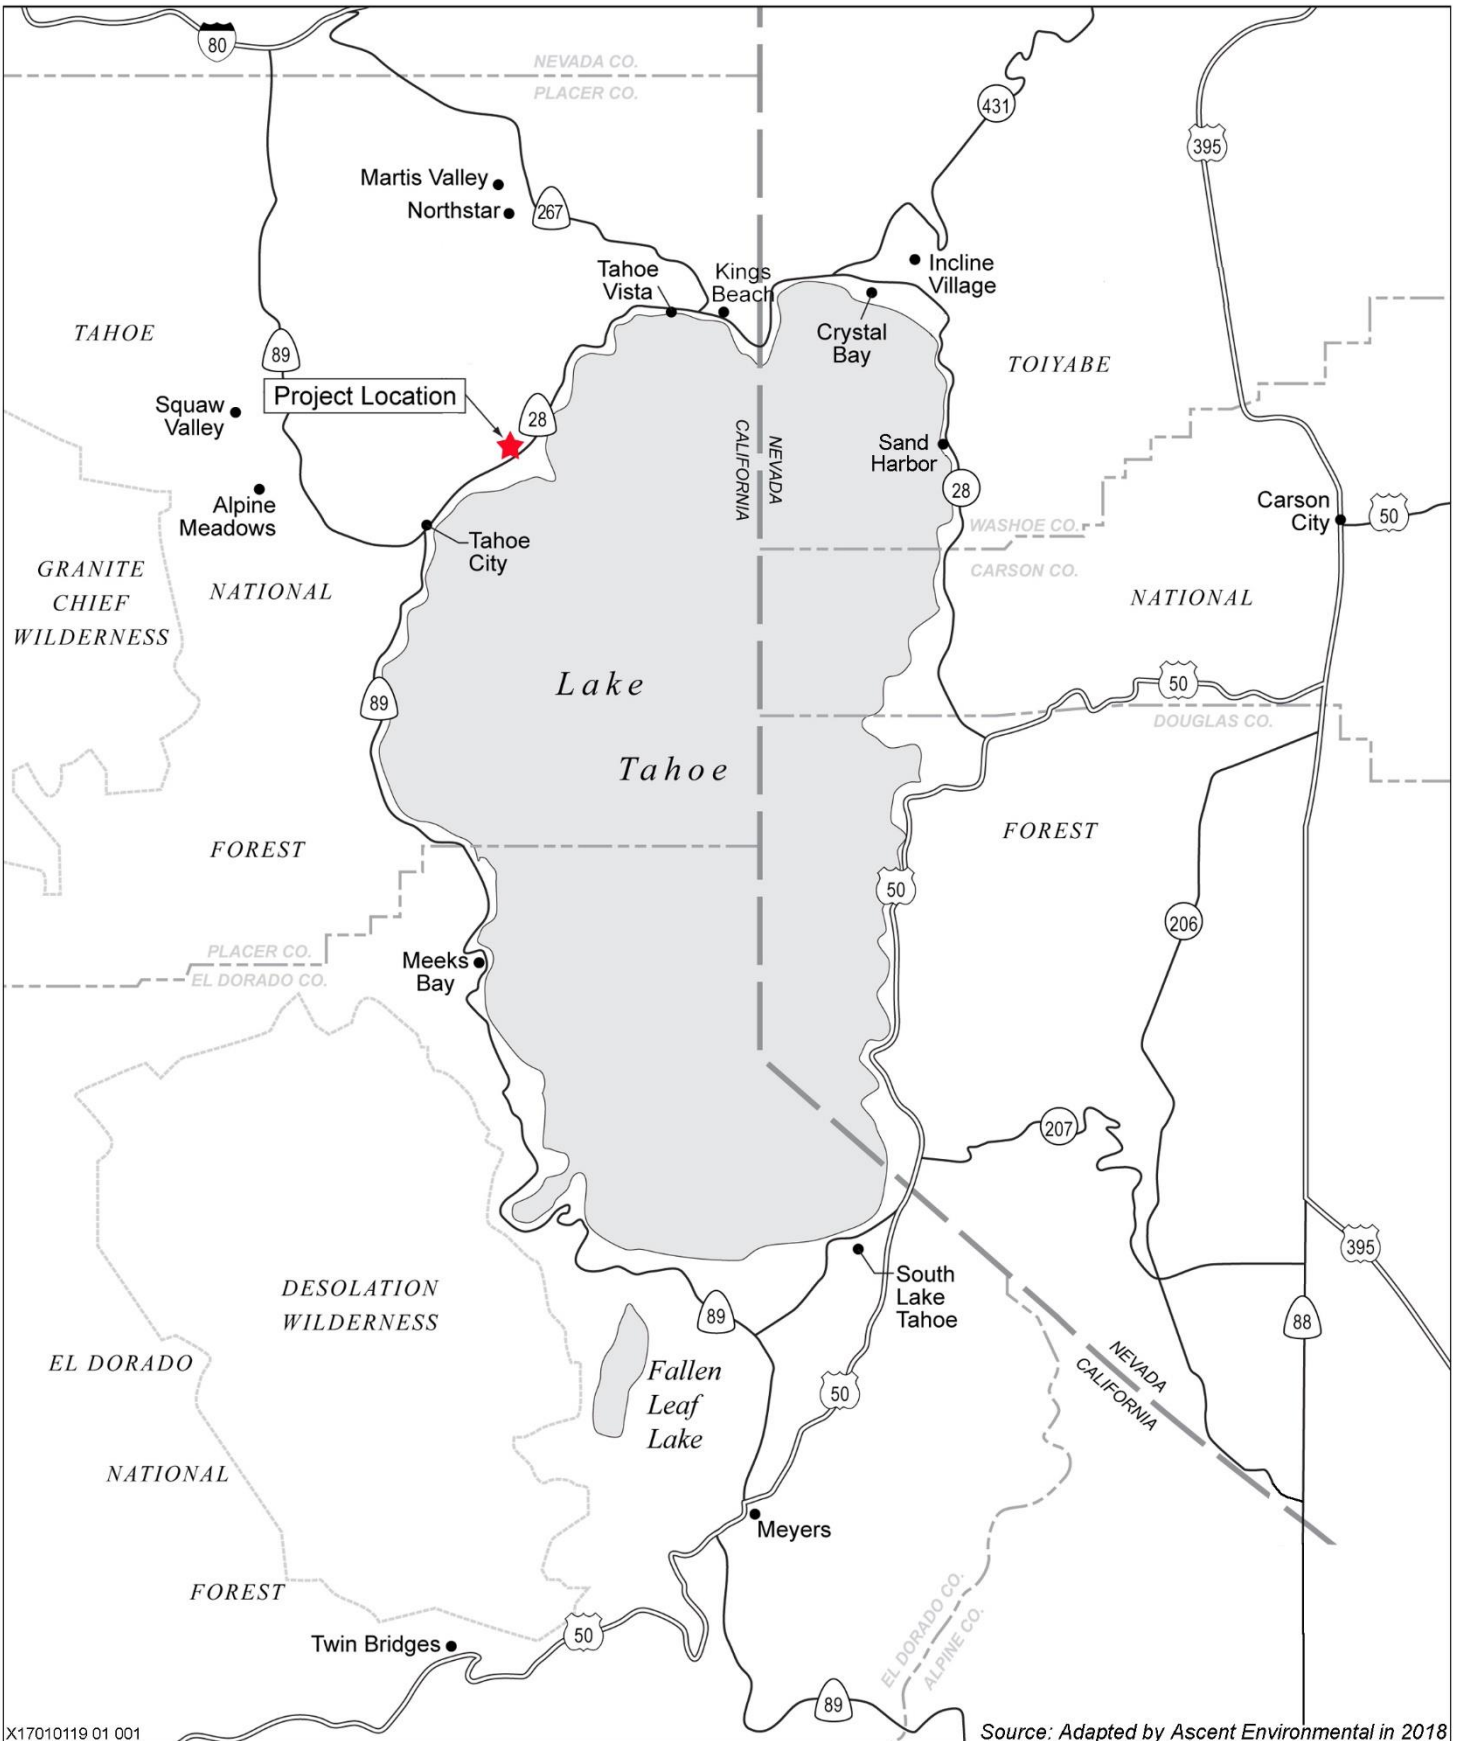 80
NEVADA CO.
PLACER CO.
431
395
Martis Valley
Northstar
267
Tahoe
Vista
Kings
Beach
Incline
Village
Crystal
Bay
TAHOE
89
TOIYABE
Project Location
Squaw
Valley
28
CALIFORNIA
NEVADA
Sand
Harbor
28
Alpine
Meadows
Carson
City
50
WASHOE CO.
CARSON CO.
Tahoe
City
GRANITE
CHIEF
WILDERNESS
NATIONAL
NATIONAL
Lake
Tahoe
89
50
DOUGLAS CO.
FOREST
FOREST
50
206
PLACER CO.
EL DORADO CO.
Meeks
Bay
207
395
South
Lake
Tahoe
DESOLATION
WILDERNESS
89
88
EL DORADO
Fallen
Leaf
Lake
50
NEVADA
CALIFORNIA
NATIONAL
Meyers
FOREST
50
Twin Bridges
EL DORADO CO.
ALPINE CO.
89
X17010119 01 001
Source: Adapted by Ascent Environmental in 2018